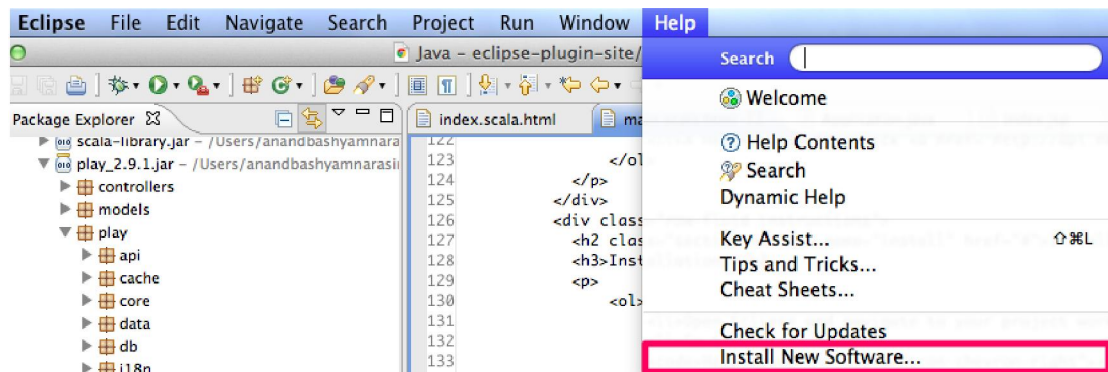 Eclipse File Edit Navigate Search Project Run Window Help
Java – eclipse-plugin-site/
Search
Package Explorer
index.scala.html
ma
scala-library.jar – /Users/anandbashyamnara
play_2.9.1.jar – /Users/anandbashyamnarasi
controllers
models
play
api
cache
core
data
db
i18n
122
123 </ol
124 </p>
125 </div>
126 <div class
127 <h2 clas
128 <h3>Inst
129 <p>
130 <ol>
131
132
133
Welcome
Help Contents
Search
Dynamic Help
Key Assist... ⇧⌘L
Tips and Tricks...
Cheat Sheets...
Check for Updates
Install New Software...